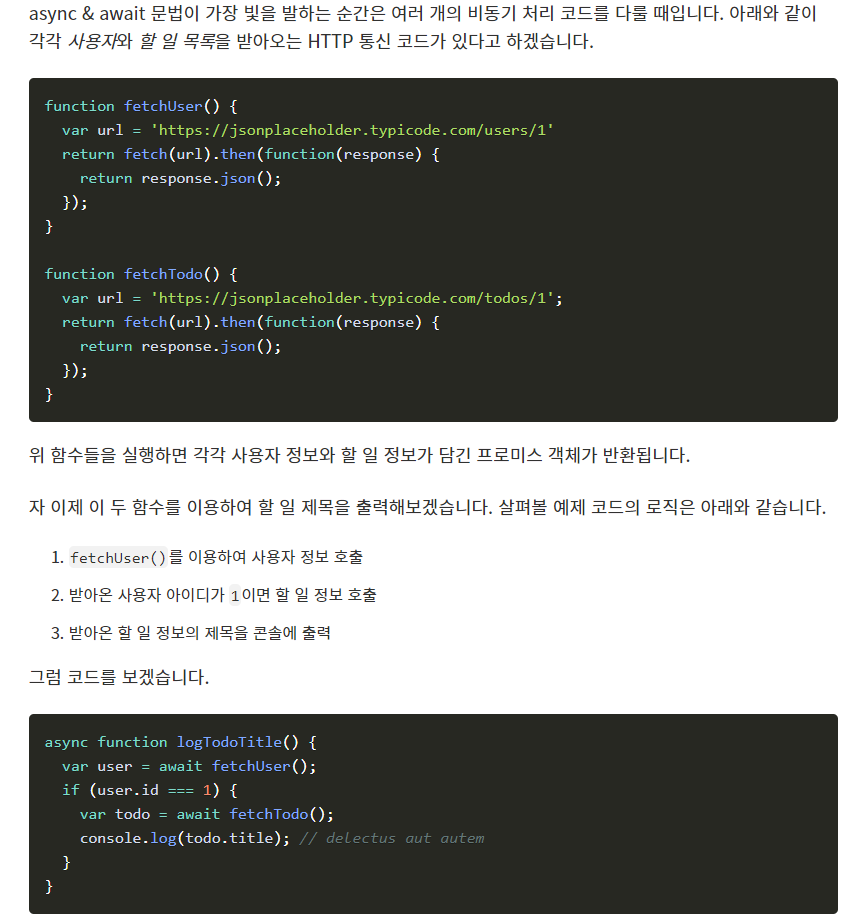 async & await 문법이 가장 빛을 발하는 순간은 여러 개의 비동기 처리 코드를 다룰 때입니다. 아래와 같이
각각 사용자와 할 일 목록을 받아오는 HTTP 통신 코드가 있다고 하겠습니다.
function fetchUser() {
  var url = 'https://jsonplaceholder.typicode.com/users/1'
  return fetch(url).then(function(response) {
    return response.json();
  });
}
function fetchTodo() {
  var url = 'https://jsonplaceholder.typicode.com/todos/1';
  return fetch(url).then(function(response) {
    return response.json();
  });
}
위 함수들을 실행하면 각각 사용자 정보와 할 일 정보가 담긴 프로미스 객체가 반환됩니다.
자 이제 이 두 함수를 이용하여 할 일 제목을 출력해보겠습니다. 살펴볼 예제 코드의 로직은 아래와 같습니다.
1. fetchUser()를 이용하여 사용자 정보 호출
2. 받아온 사용자 아이디가 1이면 할 일 정보 호출
3. 받아온 할 일 정보의 제목을 콘솔에 출력
그럼 코드를 보겠습니다.
async function logTodoTitle() {
  var user = await fetchUser();
  if (user.id === 1) {
    var todo = await fetchTodo();
    console.log(todo.title); // delectus aut autem
  }
}